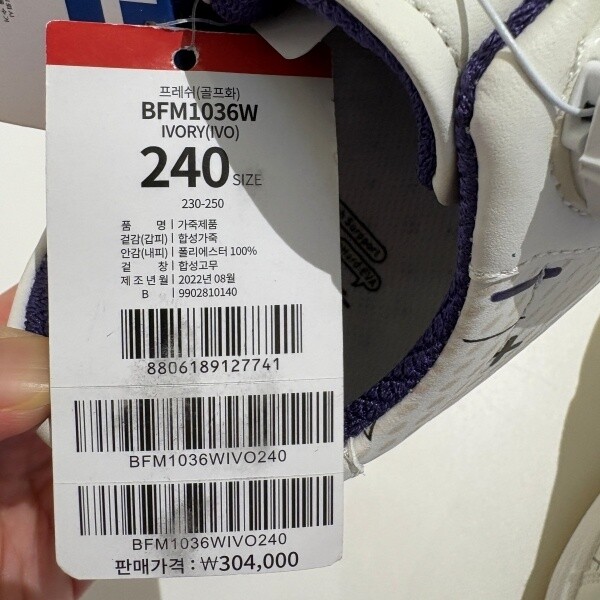 프레쉬(골프화)
BFM1036W
IVORY(IVO)
240 SIZE
230-250
품 명 | 가죽제품
겉감(갑피) | 합성가죽
안감(내피) | 폴리에스터 100%
겉 창 | 합성고무
제조년월 | 2022년 08월
B | 9902810140
8806189127741
BFM1036WIVO240
BFM1036WIVO240
판매가격 : ₩304,000